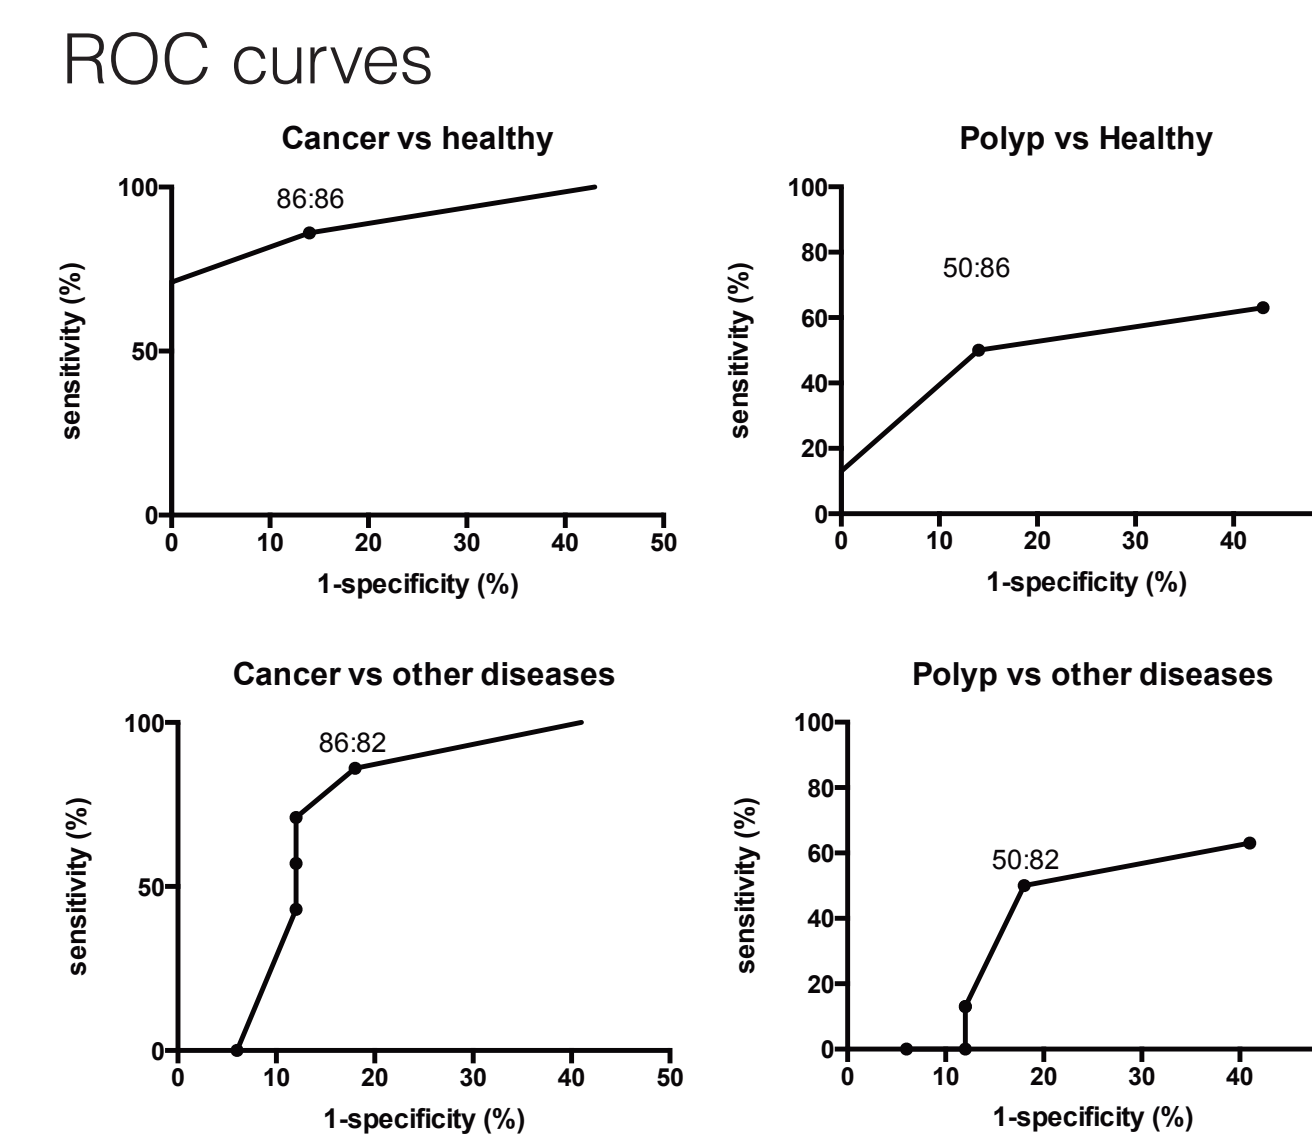 ROC curves
Cancer vs healthy
100
50
0
86:86
sensitivity (%)
0 10 20 30 40 50
1-specificity (%)
Polyp vs Healthy
100
80
60
40
20
0
50:86
sensitivity (%)
0 10 20 30 40
1-specificity (%)
Cancer vs other diseases
100
50
0
86:82
sensitivity (%)
0 10 20 30 40 50
1-specificity (%)
Polyp vs other diseases
100
80
60
40
20
0
50:82
sensitivity (%)
0 10 20 30 40
1-specificity (%)